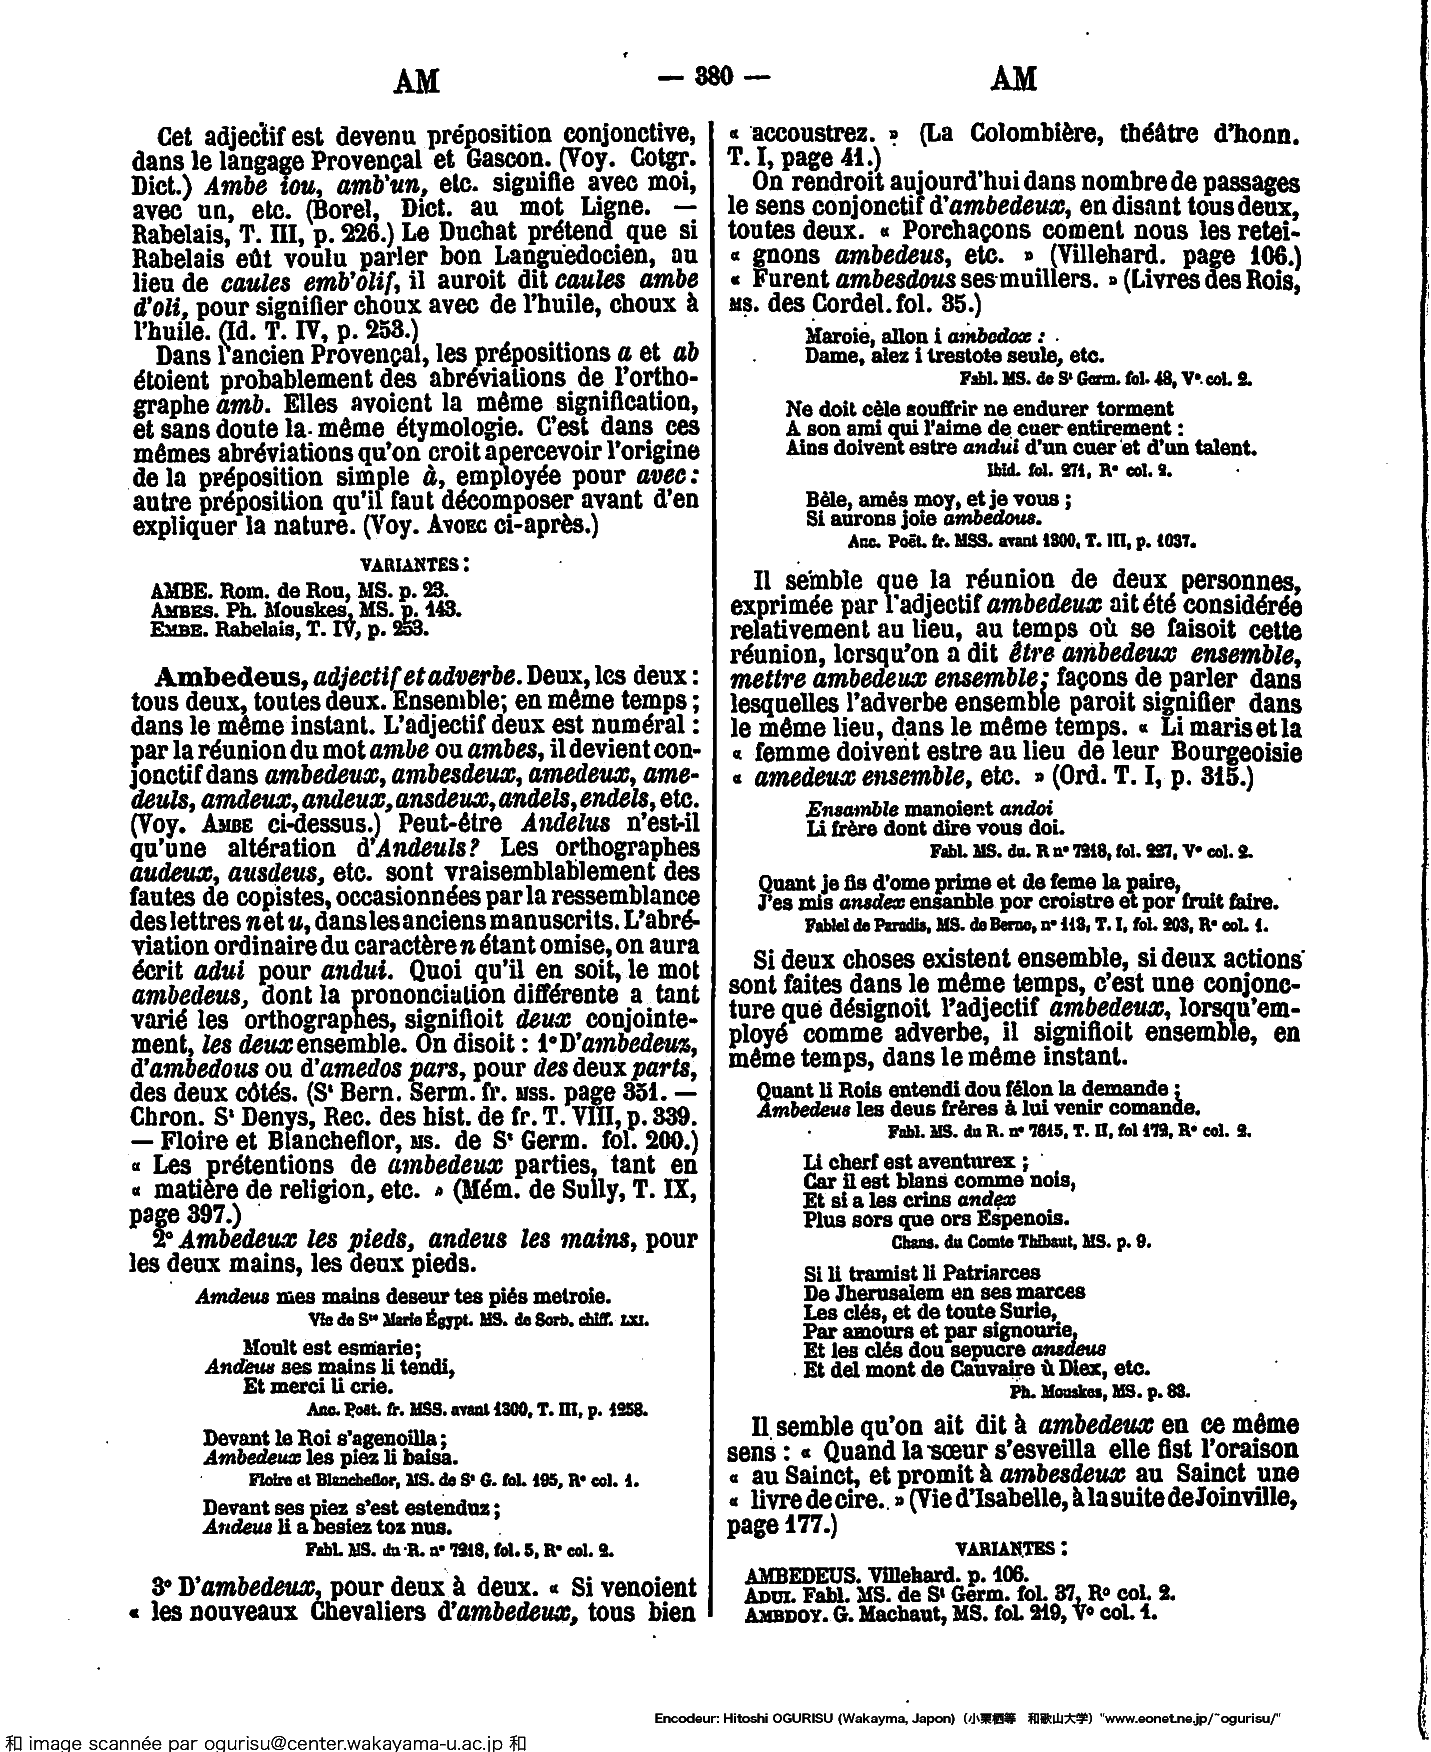 AM
— 380 —
AM
Cet adjectif est devenu préposition conjonctive,
dans le langage Provençal et Gascon. (Voy. Cotgr.
Dict.) Ambe iou, amb'un, etc. signifie avec moi,
avec un, etc. (Borel, Dict. au mot Ligne. —
Rabelais, T. III, p. 226.) Le Duchat prétend que si
Rabelais eût voulu parler bon Languedocien, au
lieu de caules emb'olif, il auroit dit caules ambe
d'oli, pour signifier choux avec de l'huile, choux à
l'huile. (Id. T. IV, p. 253.)
Dans l'ancien Provençal, les prépositions a et ab
étoient probablement des abréviations de l'ortho-
graphe amb. Elles avoient la même signification,
et sans doute la même étymologie. C'est dans ces
mêmes abréviations qu'on croit apercevoir l'origine
de la préposition simple à, employée pour avec :
autre préposition qu'il faut décomposer avant d'en
expliquer la nature. (Voy. AVOEC ci-après.)
VARIANTES :
AMBE. Rom. de Rou, MS. p. 23.
AMBES. Ph. Mouskes, MS. p. 143.
EMBE. Rabelais, T. IV, p. 253.
Ambedeus, adjectif et adverbe. Deux, les deux :
tous deux, toutes deux. Ensemble; en même temps ;
dans le même instant. L'adjectif deux est numéral :
par la réunion du mot ambe ou ambes, il devient con-
jonctif dans ambedeux, ambesdeux, amedeux, ame-
deuls, amdeux, andeux, ansdeux, andels, endels, etc.
(Voy. AMBE ci-dessus.) Peut-être Andelus n'est-il
qu'une altération d'Andeuls? Les orthographes
audeux, ausdeus, etc. sont vraisemblablement des
fautes de copistes, occasionnées par la ressemblance
des lettres n et u, dans les anciens manuscrits. L'abré-
viation ordinaire du caractère n étant omise, on aura
écrit adui pour andui. Quoi qu'il en soit, le mot
ambedeus, dont la prononciation différente a tant
varié les orthographes, signifioit deux conjointe-
ment, les deux ensemble. On disoit : 1° D'ambedeux,
d'ambedous ou d'amedos pars, pour des deux parts,
des deux côtés. (St Bern. Serm. fr. MSS. page 351. —
Chron. St Denys, Rec. des hist. de fr. T. VIII, p. 339.
— Floire et Blancheflor, MS. de St Germ. fol. 200.)
« Les prétentions de ambedeux parties, tant en
« matière de religion, etc. » (Mém. de Sully, T. IX,
page 397.)
2° Ambedeux les pieds, andeus les mains, pour
les deux mains, les deux pieds.
Amdeus mes mains deseur tes piés metroie.
Vie de Ste Marie Égypt. MS. de Sorb. chiff. LXI.
Moult est esmarie;
Andeus ses mains li tendi,
Et merci li crie.
Anc. Poët. fr. MSS. avant 1300, T. III, p. 1258.
Devant le Roi s'agenoilla ;
Ambedeux les piez li baisa.
Floire et Blancheflor, MS. de St G. fol. 195, R° col. 1.
Devant ses piez s'est estenduz ;
Andeus li a besiez toz nus.
Fabl. MS. du R. n° 7218, fol. 5, R° col. 2.
3° D'ambedeux, pour deux à deux. « Si venoient
« les nouveaux Chevaliers d'ambedeux, tous bien
« accoustrez. » (La Colombière, théâtre d'honn.
T. I, page 41.)
On rendroit aujourd'hui dans nombre de passages
le sens conjonctif d'ambedeux, en disant tous deux,
toutes deux. « Porchaçons coment nous les retei-
« gnons ambedeus, etc. » (Villehard. page 106.)
« Furent ambesdous ses muillers. » (Livres des Rois,
MS. des Cordel. fol. 35.)
Maroie, allon i ambedox :
Dame, alez i trestote seule, etc.
Fabl. MS. de St Germ. fol. 48, V° col. 2.
Ne doit cèle souffrir ne endurer torment
A son ami qui l'aime de cuer entirement :
Ains doivent estre andui d'un cuer et d'un talent.
Ibid. fol. 271, R° col. 2.
Bêle, amés moy, et je vous ;
Si aurons joie ambedous.
Anc. Poët. fr. MSS. avant 1300, T. III, p. 1037.
Il semble que la réunion de deux personnes,
exprimée par l'adjectif ambedeux ait été considérée
relativement au lieu, au temps où se faisoit cette
réunion, lorsqu'on a dit être ambedeux ensemble,
mettre ambedeux ensemble ; façons de parler dans
lesquelles l'adverbe ensemble paroit signifier dans
le même lieu, dans le même temps. « Li maris et la
« femme doivent estre au lieu de leur Bourgeoisie
« amedeux ensemble, etc. » (Ord. T. I, p. 315.)
Ensamble manoient andoi
Li frère dont dire vous doi.
Fabl. MS. du. R n° 7218, fol. 227, V° col. 2.
Quant je fis d'ome prime et de feme la paire,
J'es mis ansdex ensanble por croistre et por fruit faire.
Fablel de Paradis, MS. de Berne, n° 113, T. I, fol. 203, R° col. 1.
Si deux choses existent ensemble, si deux actions
sont faites dans le même temps, c'est une conjonc-
ture que désignoit l'adjectif ambedeux, lorsqu'em-
ployé comme adverbe, il signifioit ensemble, en
même temps, dans le même instant.
Quant li Rois entendi dou félon la demande ;
Ambedeus les deus frères à lui venir comande.
Fabl. MS. du R. n° 7615, T. II, fol 172, R° col. 2.
Li cherf est aventurex ;
Car il est blans comme nois,
Et si a les crins andex
Plus sors que ors Espenois.
Chans. du Comte Thibaut, MS. p. 9.
Si li tramist li Patriarces
De Jherusalem en ses marces
Les clés, et de toute Surie,
Par amours et par signourie,
Et les clés dou sepucre ansdeus
Et del mont de Cauvaire ù Diex, etc.
Ph. Mouskes, MS. p. 83.
Il semble qu'on ait dit à ambedeux en ce même
sens : « Quand la sœur s'esveilla elle fist l'oraison
« au Sainct, et promit à ambesdeux au Sainct une
« livre de cire. » (Vie d'Isabelle, à la suite de Joinville,
page 177.)
VARIANTES :
AMBEDEUS. Villehard. p. 106.
ADUI. Fabl. MS. de St Germ. fol. 37, R° col. 2.
AMBDOY. G. Machaut, MS. fol. 219, V° col. 1.
Encodeur: Hitoshi OGURISU (Wakayma, Japon) (小栗栖等 和歌山大学) "www.eonet.ne.jp/~ogurisu/"
和 image scannée par ogurisu@center.wakayama-u.ac.jp 和